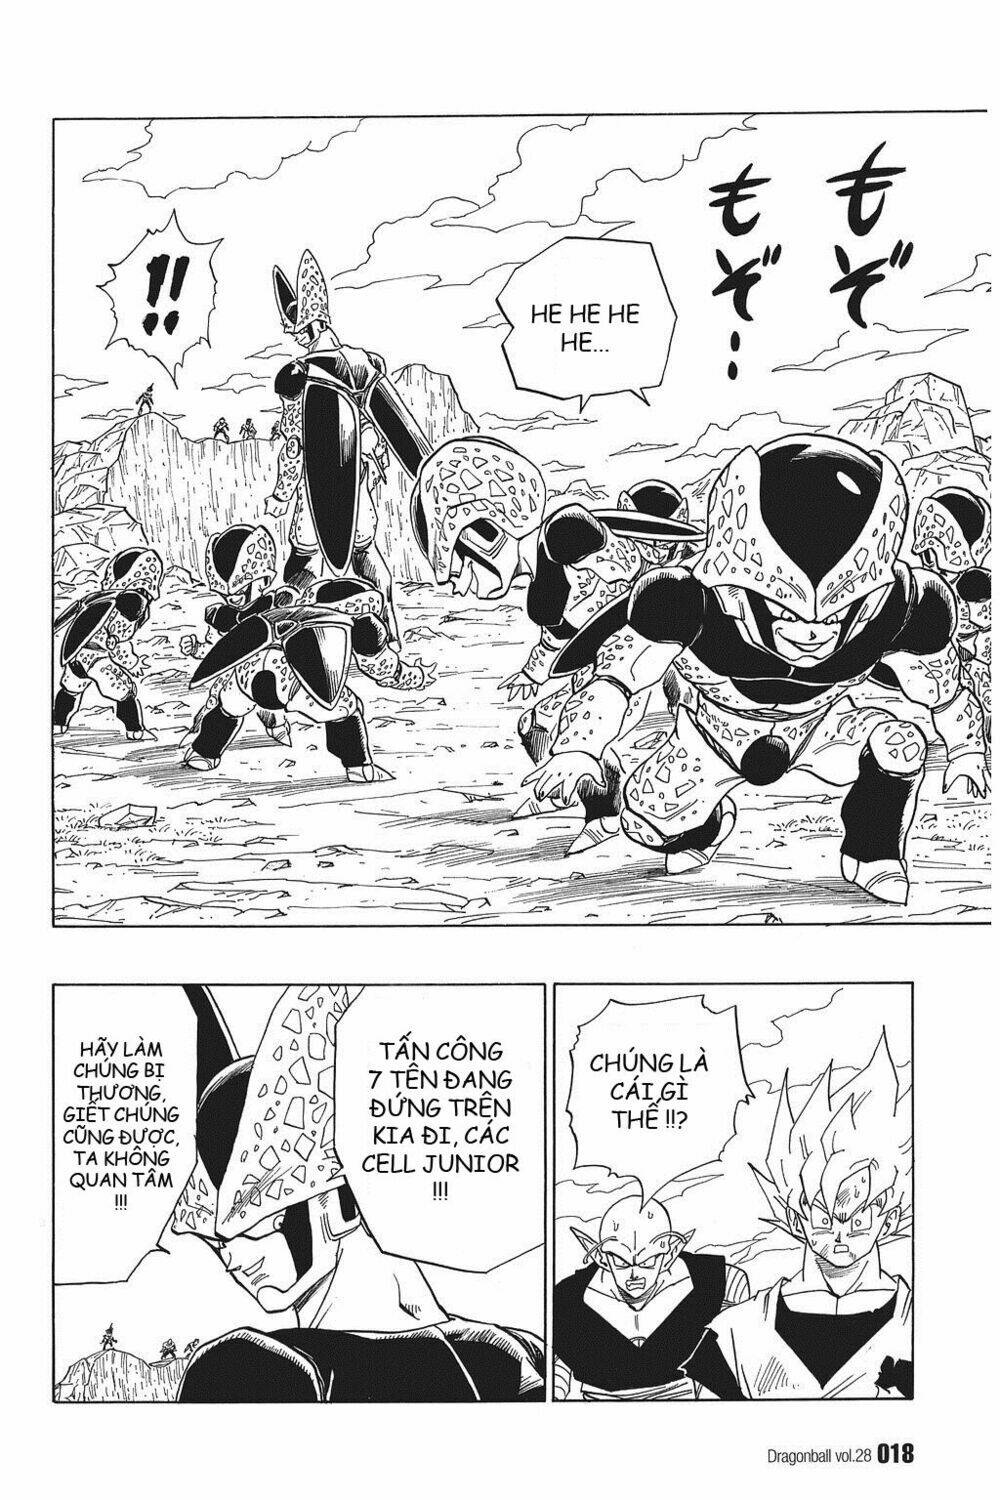 もぞ
もぞ…
HE HE HE
HE...
!!
CHÚNG LÀ
CÁI GÌ
THẾ !!?
TẤN CÔNG
7 TÊN ĐANG
ĐỨNG TRÊN
KIA ĐI, CÁC
CELL JUNIOR
!!!
HÃY LÀM
CHÚNG BỊ
THƯƠNG,
GIẾT CHÚNG
CŨNG ĐƯỢC,
TA KHÔNG
QUAN TÂM
!!!
Dragonball vol.28 018